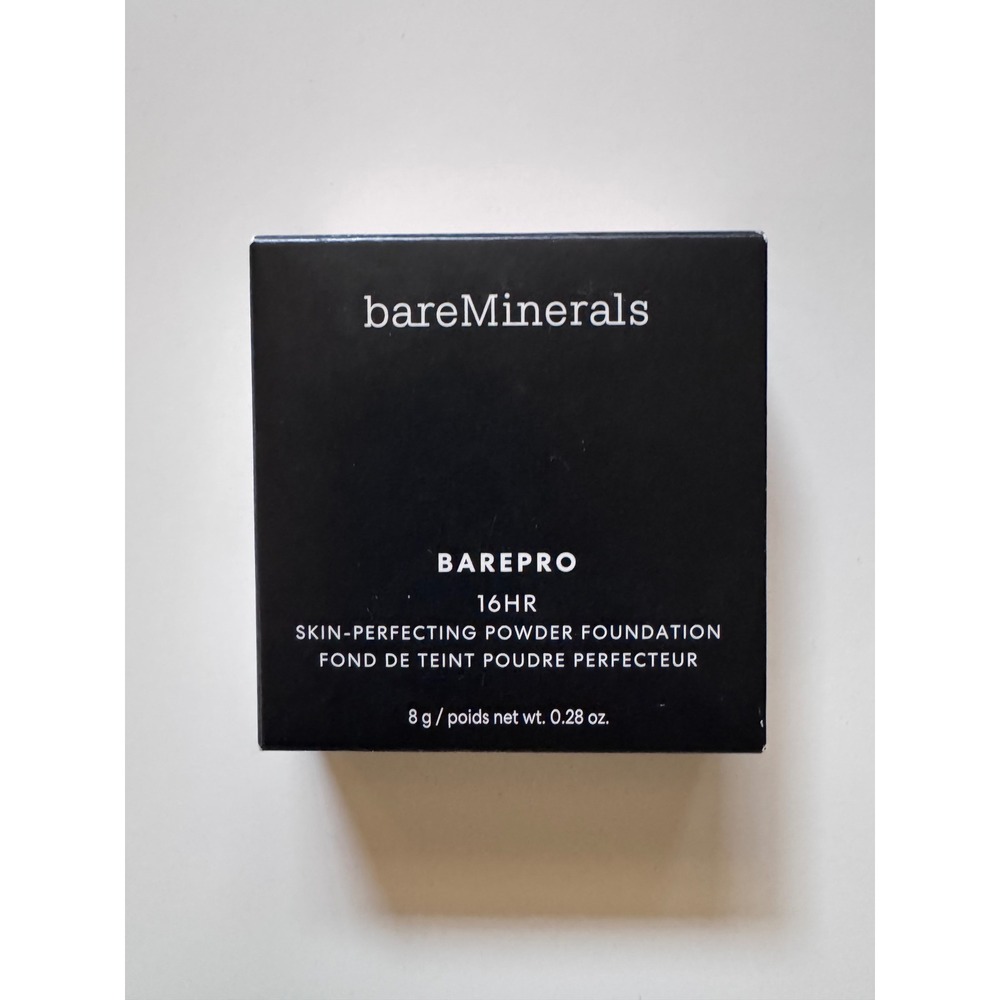 bareMinerals
BAREPRO
16HR
SKIN-PERFECTING POWDER FOUNDATION
FOND DE TEINT POUDRE PERFECTEUR
8 g / poids net wt. 0.28 oz.